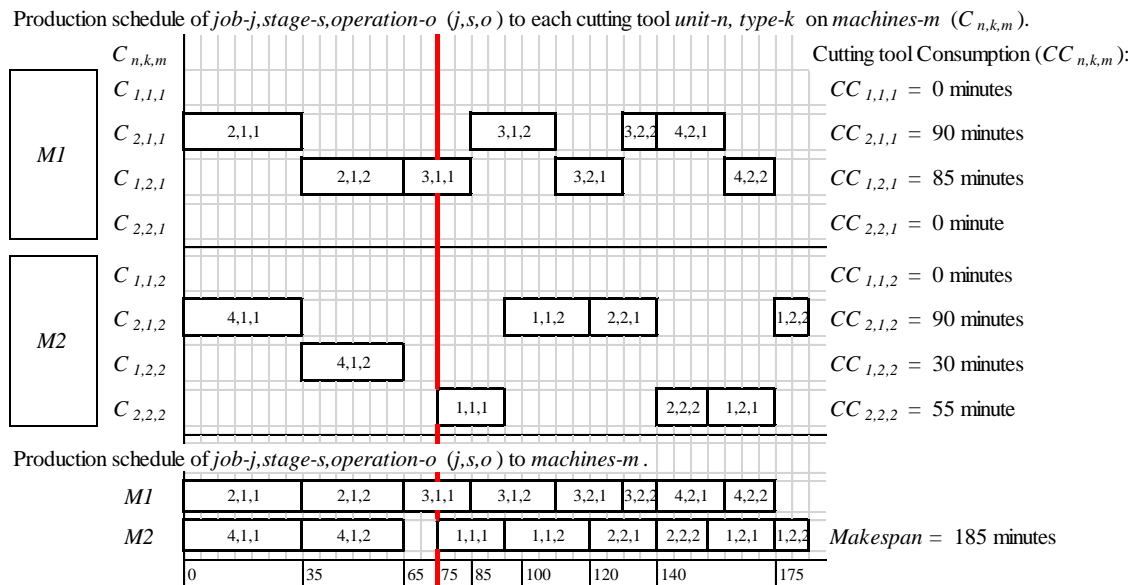 Production schedule of job-j,stage-s,operation-o (j,s,o) to each cutting tool unit-n, type-k on machines-m (C n,k,m).
C n,k,m Cutting tool Consumption (CC n,k,m):
M1
C 1,1,1 CC 1,1,1 = 0 minutes
C 2,1,1 2,1,1 3,1,2 3,2,2 4,2,1 CC 2,1,1 = 90 minutes
C 1,2,1 2,1,2 3,1,1 3,2,1 4,2,2 CC 1,2,1 = 85 minutes
C 2,2,1 CC 2,2,1 = 0 minute
M2
C 1,1,2 CC 1,1,2 = 0 minutes
C 2,1,2 4,1,1 1,1,2 2,2,1 1,2,2 CC 2,1,2 = 90 minutes
C 1,2,2 4,1,2 CC 1,2,2 = 30 minutes
C 2,2,2 1,1,1 2,2,2 1,2,1 CC 2,2,2 = 55 minute
Production schedule of job-j,stage-s,operation-o (j,s,o) to machines-m.
M1 2,1,1 2,1,2 3,1,1 3,1,2 3,2,1 3,2,2 4,2,1 4,2,2
M2 4,1,1 4,1,2 1,1,1 1,1,2 2,2,1 2,2,2 1,2,1 1,2,2 Makespan = 185 minutes
0 35 65 75 85 100 120 140 175